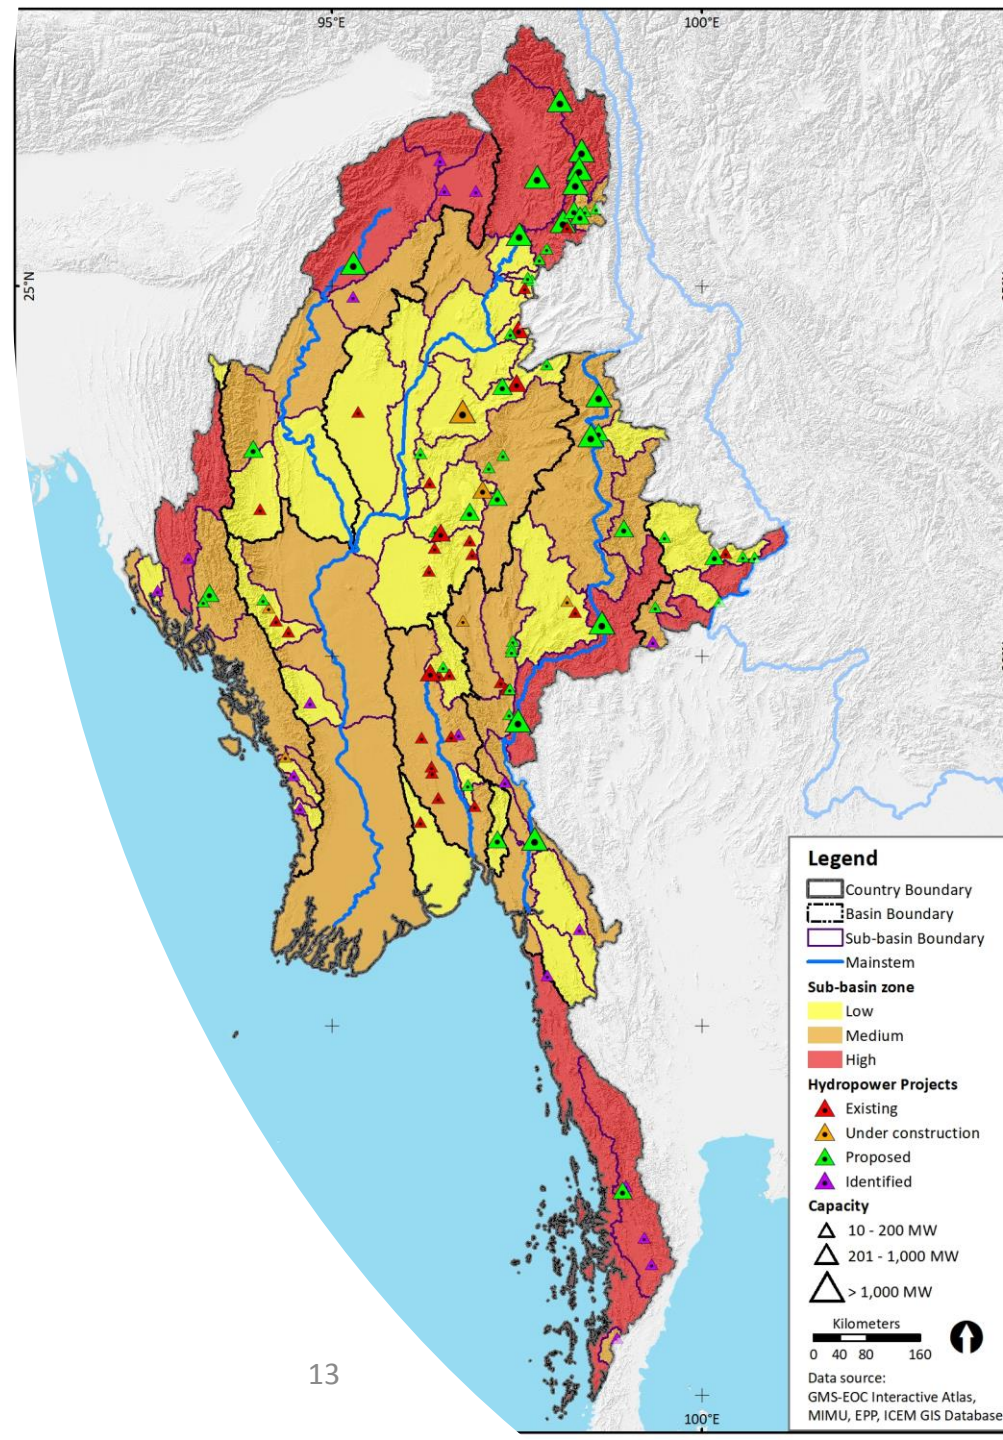 95°E
100°E
25°N
Legend
Country Boundary
Basin Boundary
Sub-basin Boundary
Mainstem
Sub-basin zone
Low
Medium
High
Hydropower Projects
Existing
Under construction
Proposed
Identified
Capacity
10 - 200 MW
201 - 1,000 MW
> 1,000 MW
Kilometers
0 40 80 160
Data source:
GMS-EOC Interactive Atlas,
MIMU, EPP, ICEM GIS Database
13
100°E